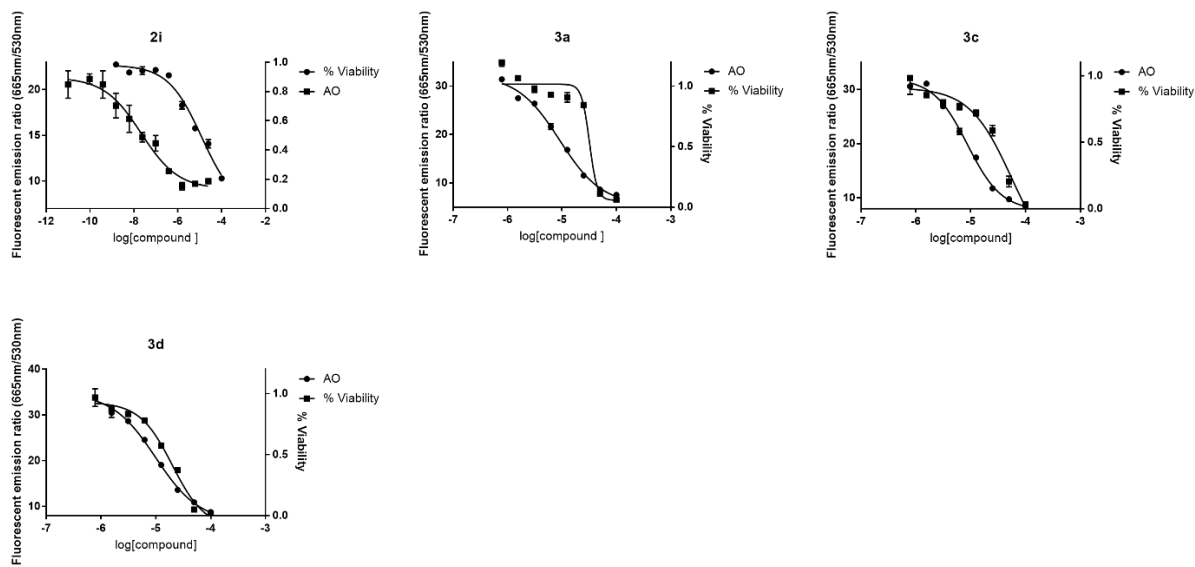 2i
Fluorescent emission ratio (665nm/530nm)
20
15
10
1.0
0.8
0.6
0.4
0.2
0.0
% Viability
AO
-12
-10
-8
-6
-4
-2
log[compound ]
3a
Fluorescent emission ratio (665nm/530nm)
40
30
20
10
1.0
0.5
0.0
% Viability
AO
% Viability
-7
-6
-5
-4
-3
log[compound ]
3c
Fluorescent emission ratio (665nm/530nm)
30
20
10
1.0
0.5
0.0
% Viability
AO
% Viability
-7
-6
-5
-4
-3
log[compound]
3d
Fluorescent emission ratio (665nm/530nm)
40
30
20
10
1.0
0.5
0.0
% Viability
AO
% Viability
-7
-6
-5
-4
-3
log[compound]